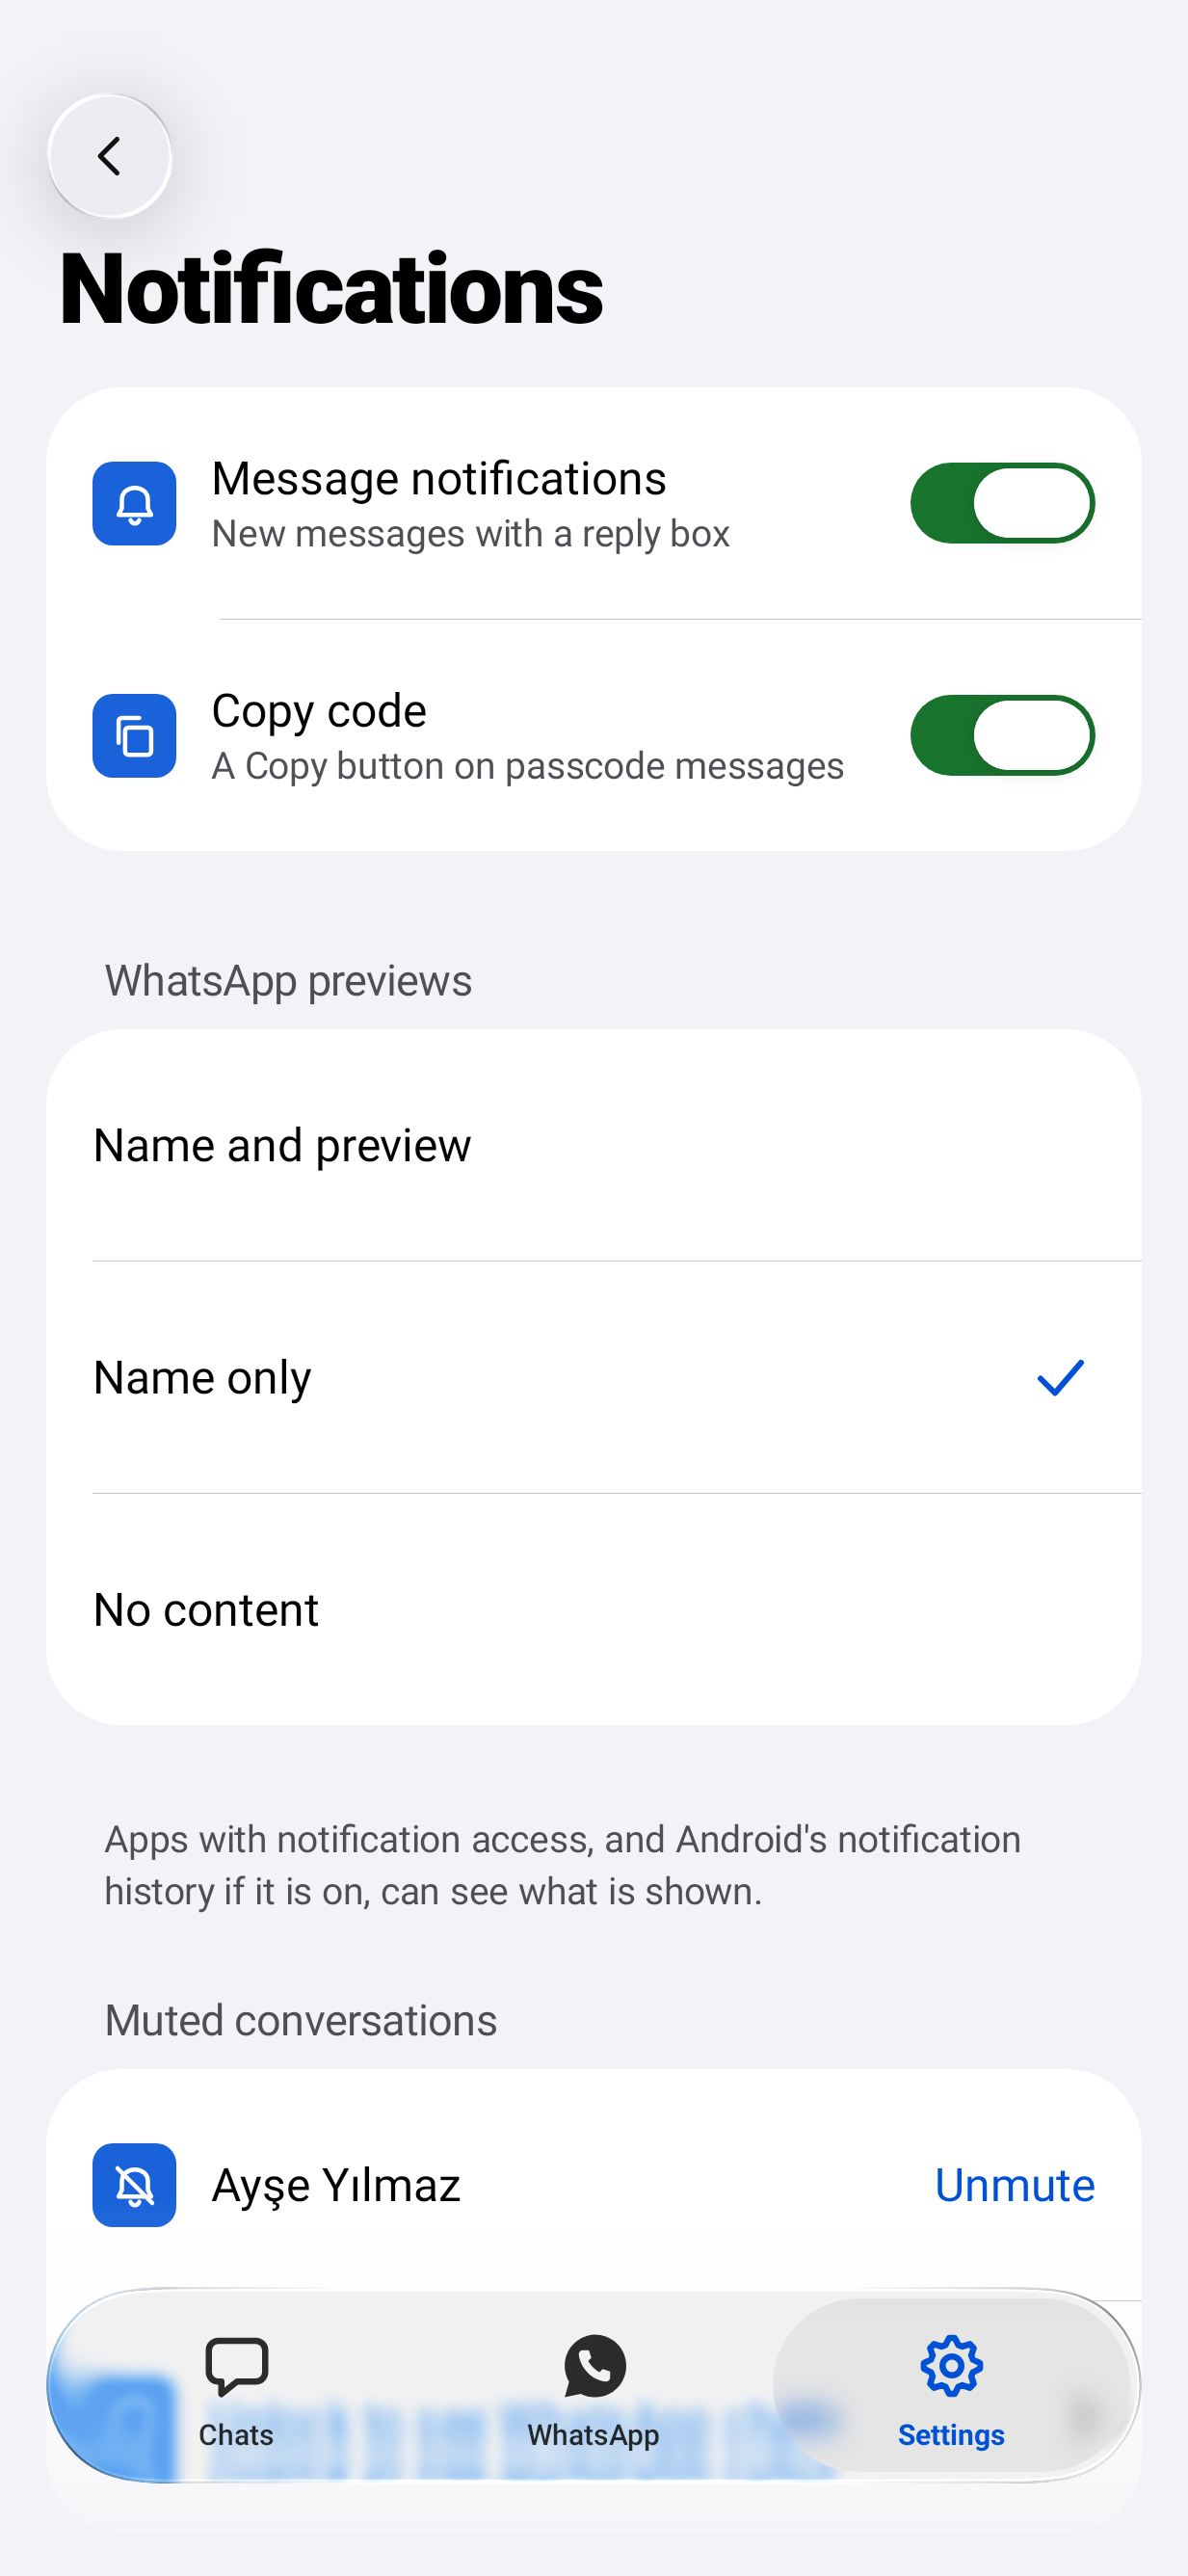 Notifications
Message notifications
New messages with a reply box
Copy code
A Copy button on passcode messages
WhatsApp previews
Name and preview
Name only
No content
Apps with notification access, and Android's notification
history if it is on, can see what is shown.
Muted conversations
Ayşe Yılmaz
Unmute
Chats
WhatsApp
Settings